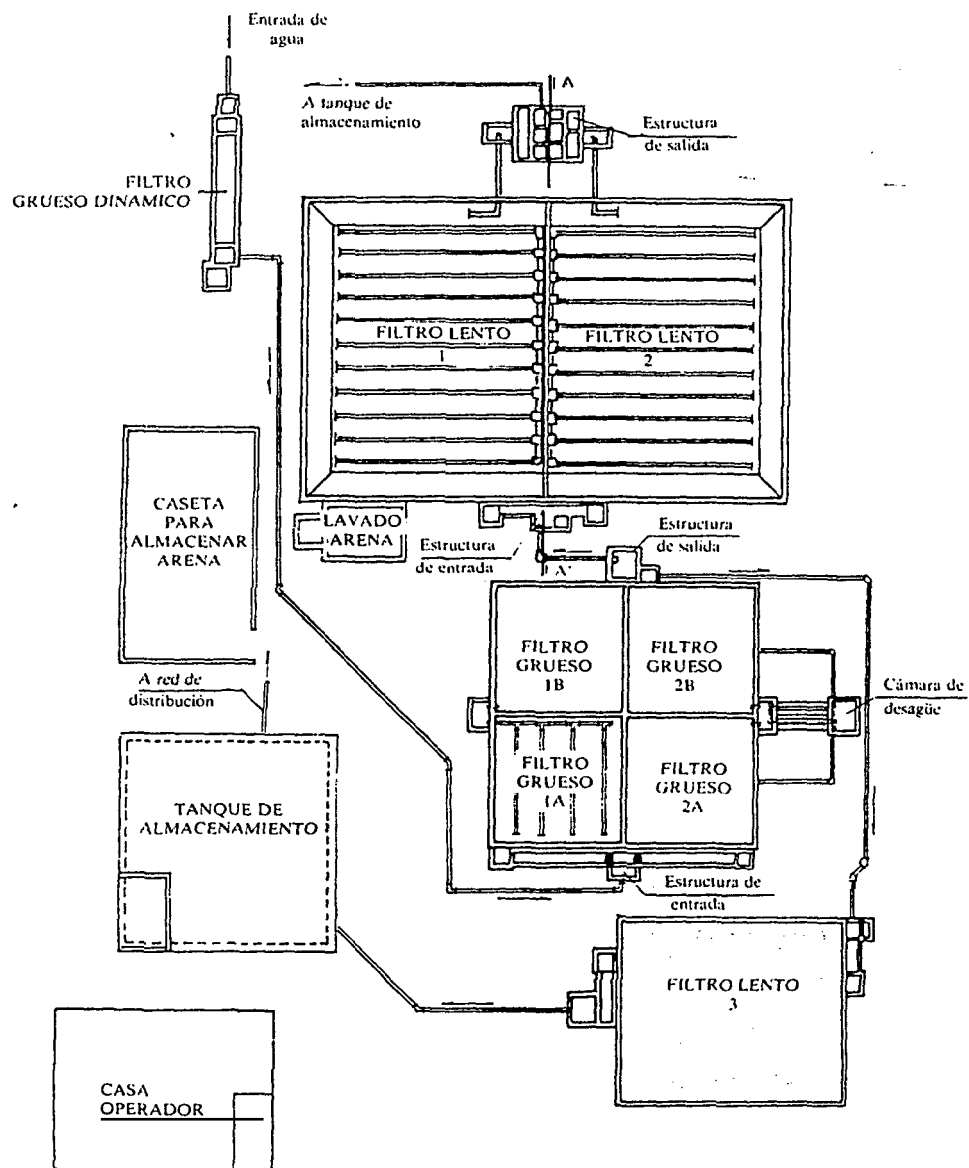 Entrada de
agua
A
A tanque de
almacenamiento
Estructura
de salida
FILTRO
GRUESO DINAMICO
FILTRO LENTO
1
FILTRO LENTO
2
CASETA
PARA
ALMACENAR
ARENA
LAVADO
ARENA
Estructura
de entrada
Estructura
de salida
A'
FILTRO
GRUESO
1B
FILTRO
GRUESO
2B
A red de
distribución
Cámara de
desagüe
FILTRO
GRUESO
1A
FILTRO
GRUESO
2A
TANQUE DE
ALMACENAMIENTO
Estructura de
entrada
FILTRO LENTO
3
CASA
OPERADOR